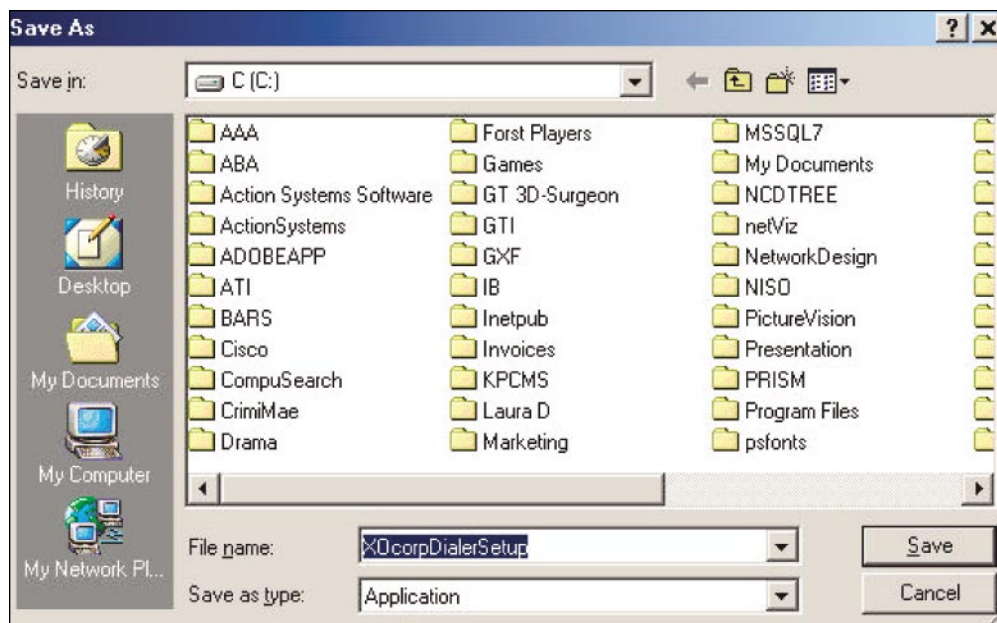 Save As
Save in:
C (C:)
History
Desktop
My Documents
My Computer
My Network Pl...
AAA
ABA
Action Systems Software
ActionSystems
ADOBEAPP
ATI
BARS
Cisco
CompuSearch
CrimiMae
Drama
Forst Players
Games
GT 3D-Surgeon
GTI
GXF
IB
Inetpub
Invoices
KPCMS
Laura D
Marketing
MSSQL7
My Documents
NCDTREE
netViz
NetworkDesign
NISO
PictureVision
Presentation
PRISM
Program Files
psfonts
File name:
XOcorpDialerSetup
Save
Save as type:
Application
Cancel